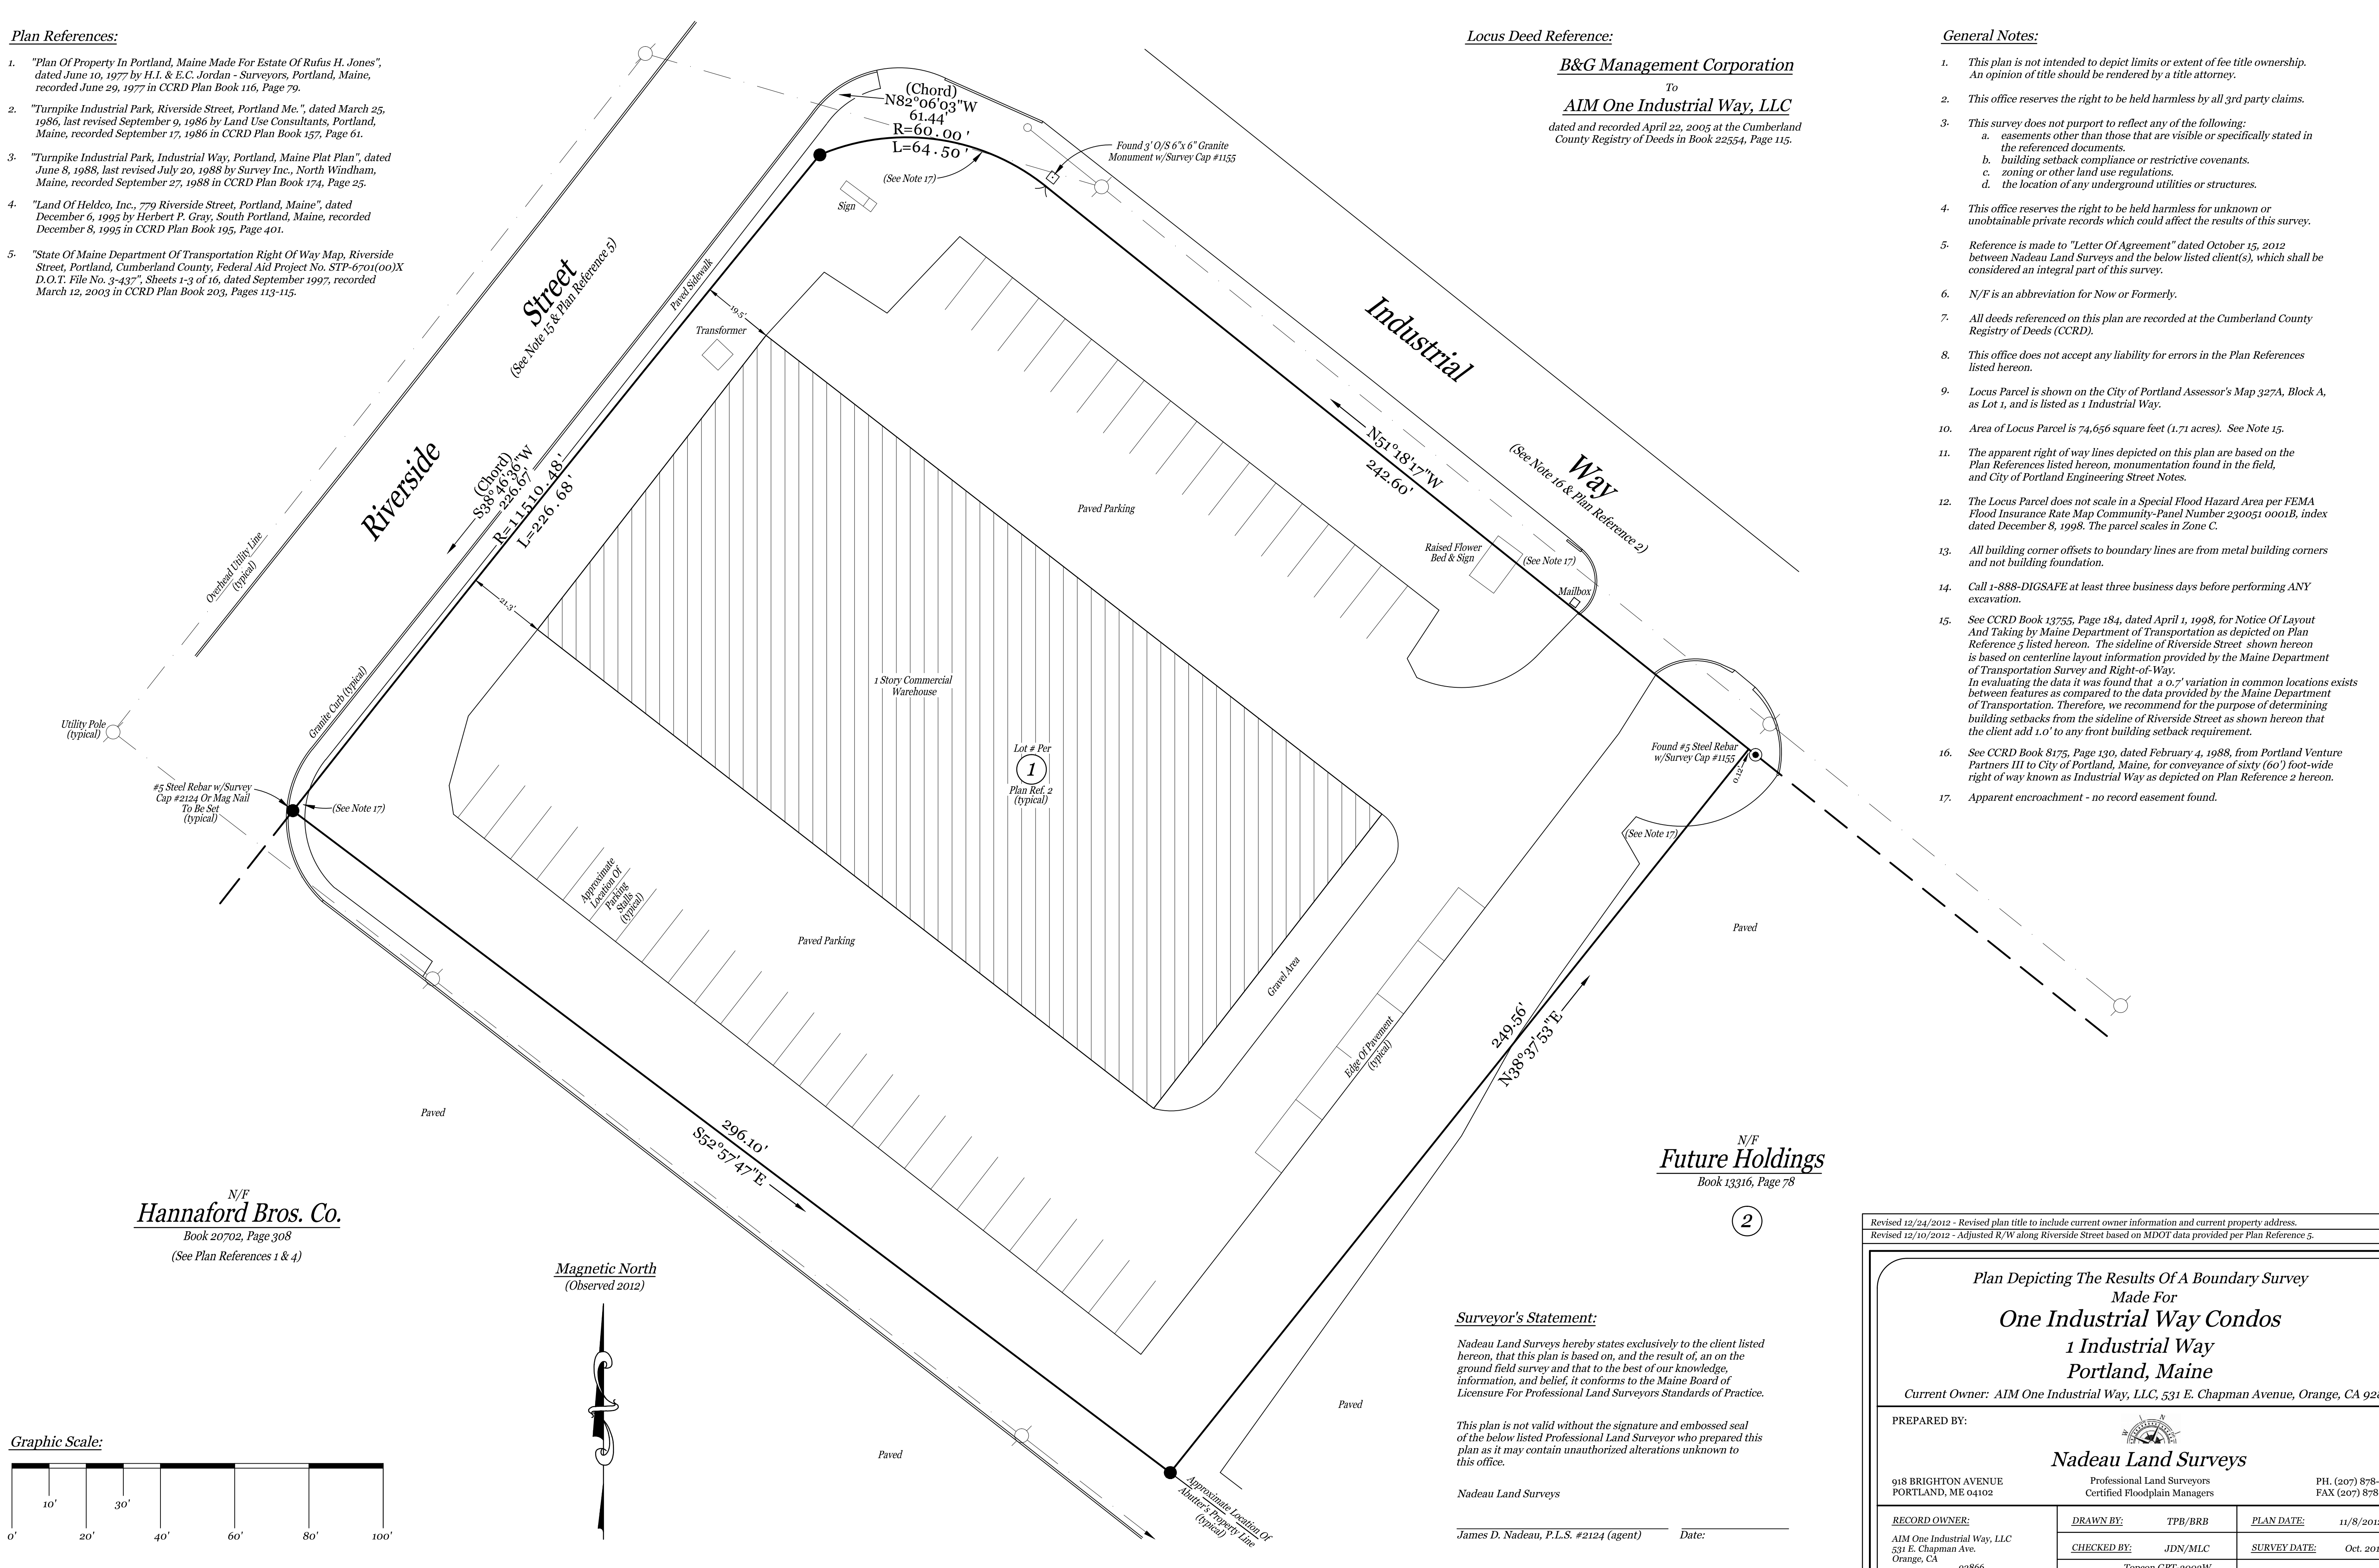 Plan References:
1. "Plan Of Property In Portland, Maine Made For Estate Of Rufus H. Jones",
dated June 10, 1977 by H.I. & E.C. Jordan - Surveyors, Portland, Maine,
recorded June 29, 1977 in CCRD Plan Book 116, Page 79.
2. "Turnpike Industrial Park, Riverside Street, Portland Me.", dated March 25,
1986, last revised September 9, 1986 by Land Use Consultants, Portland,
Maine, recorded September 17, 1986 in CCRD Plan Book 157, Page 61.
3. "Turnpike Industrial Park, Industrial Way, Portland, Maine Plat Plan", dated
June 8, 1988, last revised July 20, 1988 by Survey Inc., North Windham,
Maine, recorded September 27, 1988 in CCRD Plan Book 174, Page 25.
4. "Land Of Heldco, Inc., 779 Riverside Street, Portland, Maine", dated
December 6, 1995 by Herbert P. Gray, South Portland, Maine, recorded
December 8, 1995 in CCRD Plan Book 195, Page 401.
5. "State Of Maine Department Of Transportation Right Of Way Map, Riverside
Street, Portland, Cumberland County, Federal Aid Project No. STP-6701(00)X
D.O.T. File No. 3-437", Sheets 1-3 of 16, dated September 1997, recorded
March 12, 2003 in CCRD Plan Book 203, Pages 113-115.
Locus Deed Reference:
B&G Management Corporation
To
AIM One Industrial Way, LLC
dated and recorded April 22, 2005 at the Cumberland
County Registry of Deeds in Book 22554, Page 115.
General Notes:
1. This plan is not intended to depict limits or extent of fee title ownership.
An opinion of title should be rendered by a title attorney.
2. This office reserves the right to be held harmless by all 3rd party claims.
3. This survey does not purport to reflect any of the following:
a. easements other than those that are visible or specifically stated in
the referenced documents.
b. building setback compliance or restrictive covenants.
c. zoning or other land use regulations.
d. the location of any underground utilities or structures.
4. This office reserves the right to be held harmless for unknown or
unobtainable private records which could affect the results of this survey.
5. Reference is made to "Letter Of Agreement" dated October 15, 2012
between Nadeau Land Surveys and the below listed client(s), which shall be
considered an integral part of this survey.
6. N/F is an abbreviation for Now or Formerly.
7. All deeds referenced on this plan are recorded at the Cumberland County
Registry of Deeds (CCRD).
8. This office does not accept any liability for errors in the Plan References
listed hereon.
9. Locus Parcel is shown on the City of Portland Assessor's Map 327A, Block A,
as Lot 1, and is listed as 1 Industrial Way.
10. Area of Locus Parcel is 74,656 square feet (1.71 acres). See Note 15.
11. The apparent right of way lines depicted on this plan are based on the
Plan References listed hereon, monumentation found in the field,
and City of Portland Engineering Street Notes.
12. The Locus Parcel does not scale in a Special Flood Hazard Area per FEMA
Flood Insurance Rate Map Community-Panel Number 230051 0001B, index
dated December 8, 1998. The parcel scales in Zone C.
13. All building corner offsets to boundary lines are from metal building corners
and not building foundation.
14. Call 1-888-DIGSAFE at least three business days before performing ANY
excavation.
15. See CCRD Book 13755, Page 184, dated April 1, 1998, for Notice Of Layout
And Taking by Maine Department of Transportation as depicted on Plan
Reference 5 listed hereon. The sideline of Riverside Street shown hereon
is based on centerline layout information provided by the Maine Department
of Transportation Survey and Right-of-Way.
In evaluating the data it was found that a 0.7' variation in common locations exists
between features as compared to the data provided by the Maine Department
of Transportation. Therefore, we recommend for the purpose of determining
building setbacks from the sideline of Riverside Street as shown hereon that
the client add 1.0' to any front building setback requirement.
16. See CCRD Book 8175, Page 130, dated February 4, 1988, from Portland Venture
Partners III to City of Portland, Maine, for conveyance of sixty (60') foot-wide
right of way known as Industrial Way as depicted on Plan Reference 2 hereon.
17. Apparent encroachment - no record easement found.
(Chord)
N82°06'03"W
61.44'
R=60.00'
L=64.50'
(See Note 17)
Found 3' O/S 6"x 6" Granite
Monument w/Survey Cap #1155
Sign
Paved Sidewalk
19.5'
Transformer
Riverside Street
(See Note 15 & Plan Reference 5)
(Chord)
S38°46'36"W
226.67'
R=11510.48'
L=226.68'
Overhead Utility Line
(typical)
21.3'
Granite Curb (typical)
Utility Pole
(typical)
#5 Steel Rebar w/Survey
Cap #2124 Or Mag Nail
To Be Set
(typical)
(See Note 17)
Industrial Way
(See Note 16 & Plan Reference 2)
N51°18'17"W
242.60'
Paved Parking
Raised Flower
Bed & Sign
(See Note 17)
Mailbox
1 Story Commercial
Warehouse
Lot # Per
1
Plan Ref. 2
(typical)
Found #5 Steel Rebar
w/Survey Cap #1155
0.12'
(See Note 17)
Approximate
Location Of
Parking
Stalls
(typical)
Paved Parking
Gravel Area
Paved
Edge Of Pavement
(typical)
249.56'
N38°37'53"E
296.10'
S52°57'47"E
Paved
N/F
Hannaford Bros. Co.
Book 20702, Page 308
(See Plan References 1 & 4)
N/F
Future Holdings
Book 13316, Page 78
2
Magnetic North
(Observed 2012)
Paved
Paved
Approximate Location Of
Abutter's Property Line
(typical)
Graphic Scale:
10' 30'
0' 20' 40' 60' 80' 100'
Surveyor's Statement:
Nadeau Land Surveys hereby states exclusively to the client listed
hereon, that this plan is based on, and the result of, an on the
ground field survey and that to the best of our knowledge,
information, and belief, it conforms to the Maine Board of
Licensure For Professional Land Surveyors Standards of Practice.
This plan is not valid without the signature and embossed seal
of the below listed Professional Land Surveyor who prepared this
plan as it may contain unauthorized alterations unknown to
this office.
Nadeau Land Surveys
James D. Nadeau, P.L.S. #2124 (agent) Date:
Revised 12/24/2012 - Revised plan title to include current owner information and current property address.
Revised 12/10/2012 - Adjusted R/W along Riverside Street based on MDOT data provided per Plan Reference 5.
Plan Depicting The Results Of A Boundary Survey
Made For
One Industrial Way Condos
1 Industrial Way
Portland, Maine
Current Owner: AIM One Industrial Way, LLC, 531 E. Chapman Avenue, Orange, CA
PREPARED BY:
N
W
Nadeau Land Surveys
918 BRIGHTON AVENUE
PORTLAND, ME 04102
Professional Land Surveyors
Certified Floodplain Managers
PH. (207) 878-
FAX (207) 878
RECORD OWNER:
AIM One Industrial Way, LLC
531 E. Chapman Ave.
Orange, CA
92866
DRAWN BY: TPB/BRB
PLAN DATE: 11/8/201
CHECKED BY: JDN/MLC
SURVEY DATE: Oct. 201